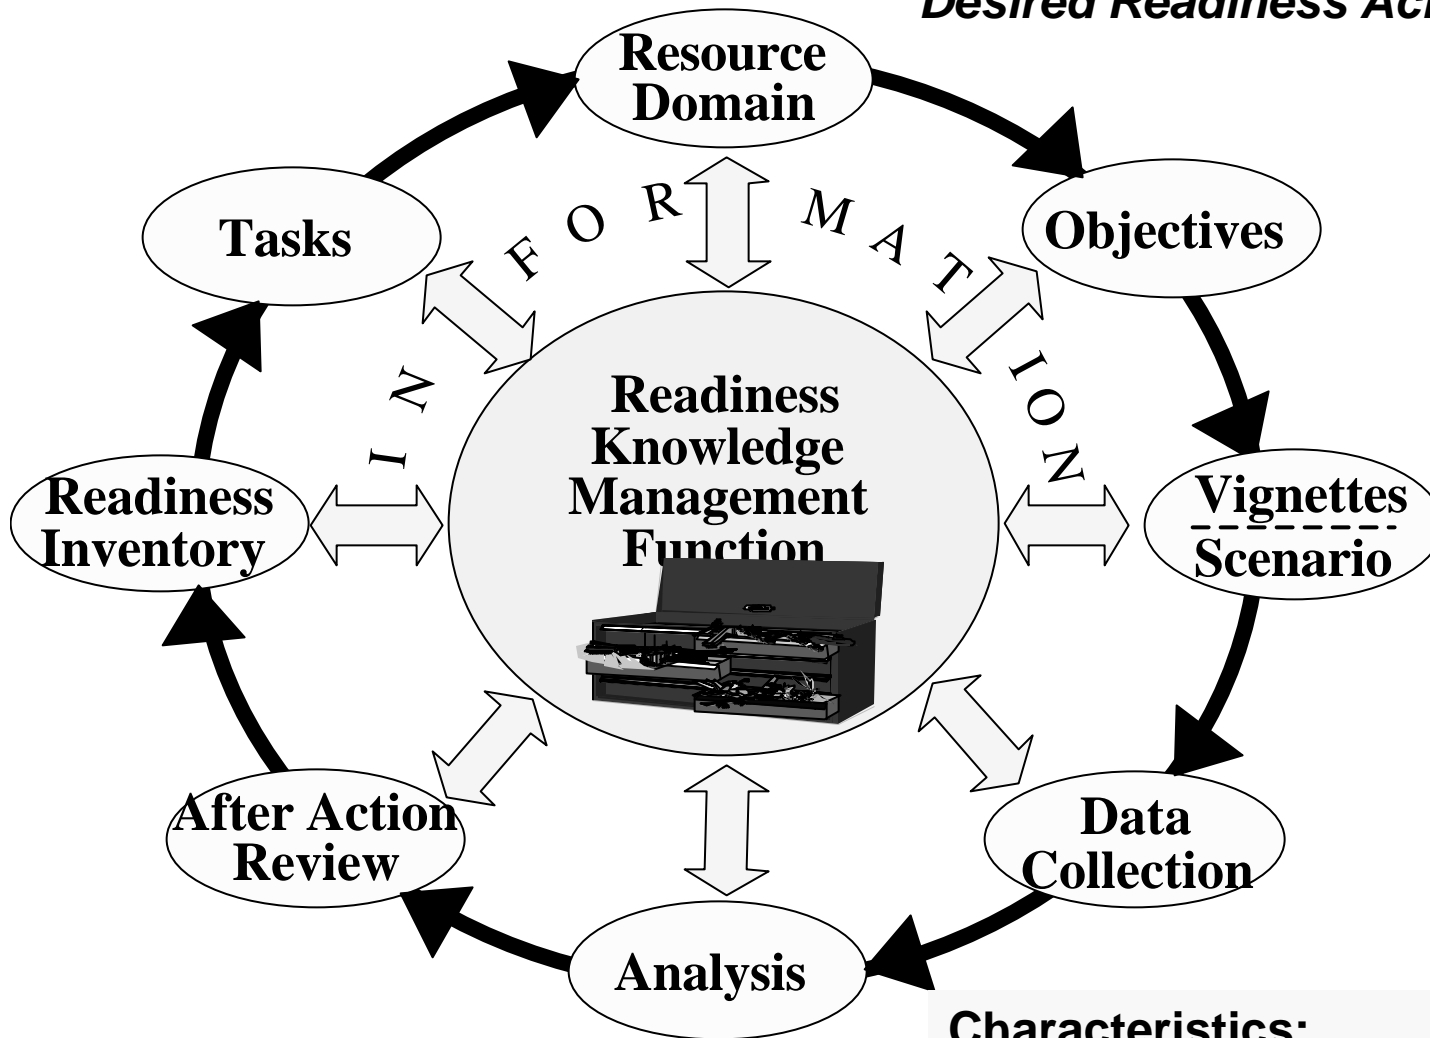 Desired Readiness
Resource
Domain
Tasks
Objectives
INFORMATION
Readiness
Knowledge
Management
Function
Readiness
Inventory
Vignettes
Scenario
After Action
Review
Data
Collection
Analysis
Characteristics: